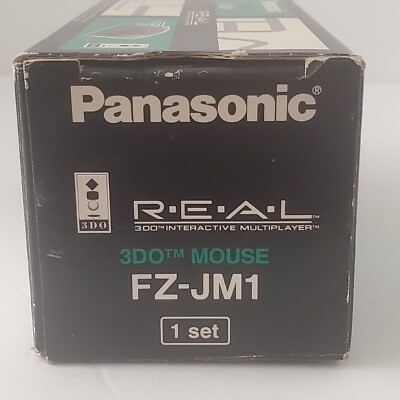 Panasonic®
R·E·A·L™
3DO
3DO™ INTERACTIVE MULTIPLAYER™
3DO™ MOUSE
FZ-JM1
1 set